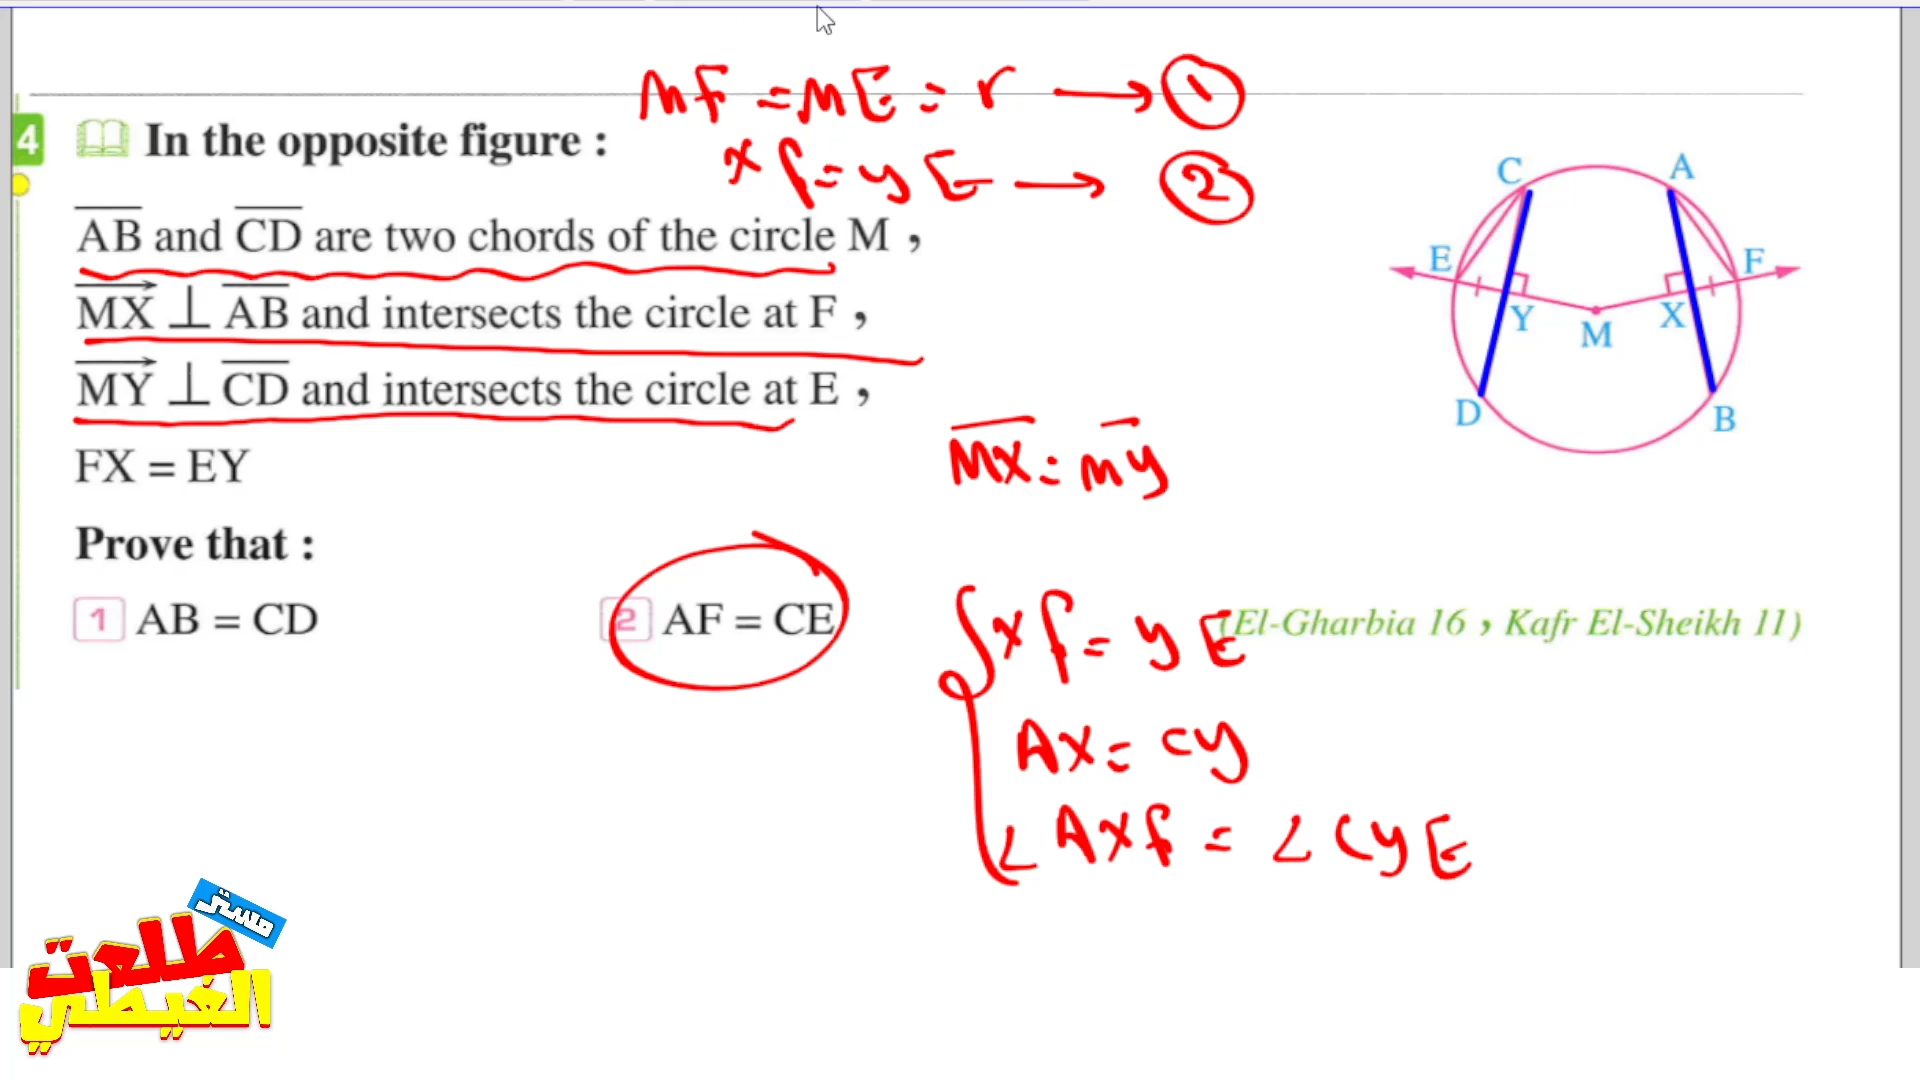 MF = ME = r → ①
XF = YE → ②
4 In the opposite figure :
AB and CD are two chords of the circle M ,
MX ⊥ AB and intersects the circle at F ,
MY ⊥ CD and intersects the circle at E ,
FX = EY
MX = MY
Prove that :
1 AB = CD 2 AF = CE (El-Gharbia 16 , Kafr El-Sheikh 11)
C A
E F
Y M X
D B
XF = YE
AX = CY
∠ AXF = ∠ CYE
مستر
طلعت
الغيطي